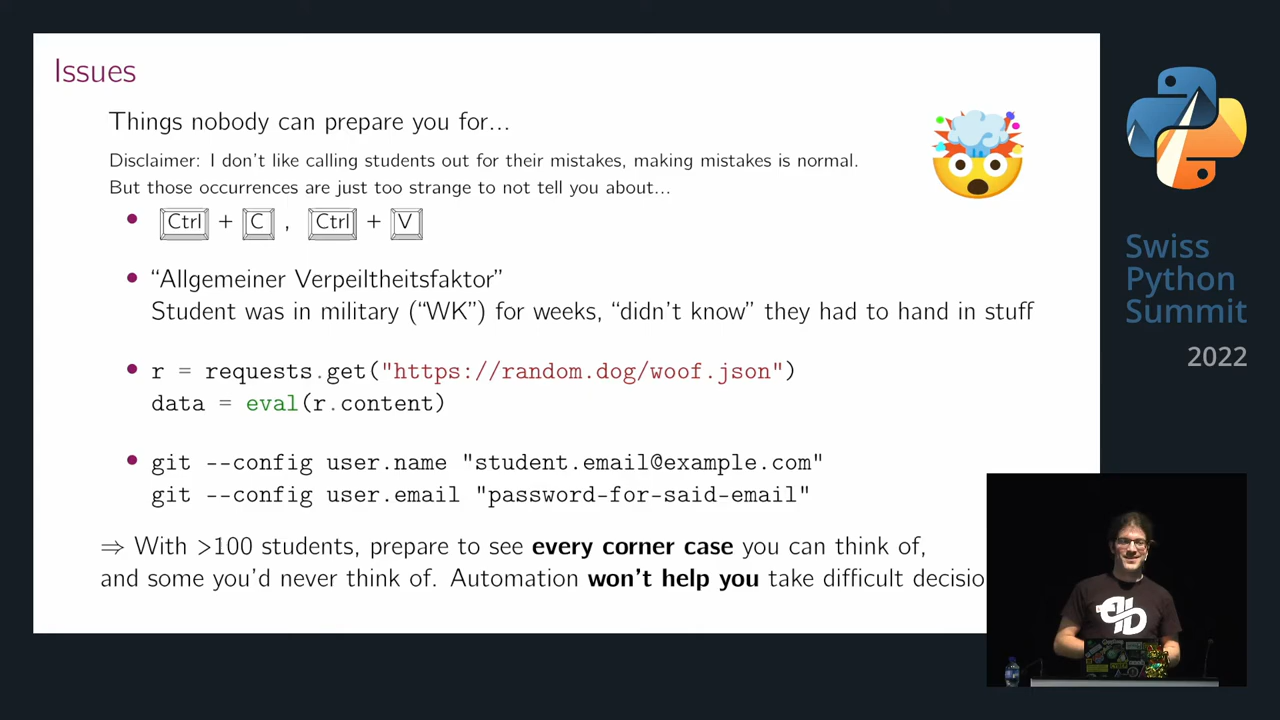 Issues
Things nobody can prepare you for...
Disclaimer: I don't like calling students out for their mistakes, making mistakes is normal.
But those occurrences are just too strange to not tell you about...
• Ctrl + C , Ctrl + V
• “Allgemeiner Verpeiltheitsfaktor”
Student was in military (“WK”) for weeks, “didn't know” they had to hand in stuff
• r = requests.get("https://random.dog/woof.json")
data = eval(r.content)
• git --config user.name "student.email@example.com"
git --config user.email "password-for-said-email"
⇒ With >100 students, prepare to see every corner case you can think of,
and some you'd never think of. Automation won't help you take difficult decisio
Swiss
Python
Summit
2022